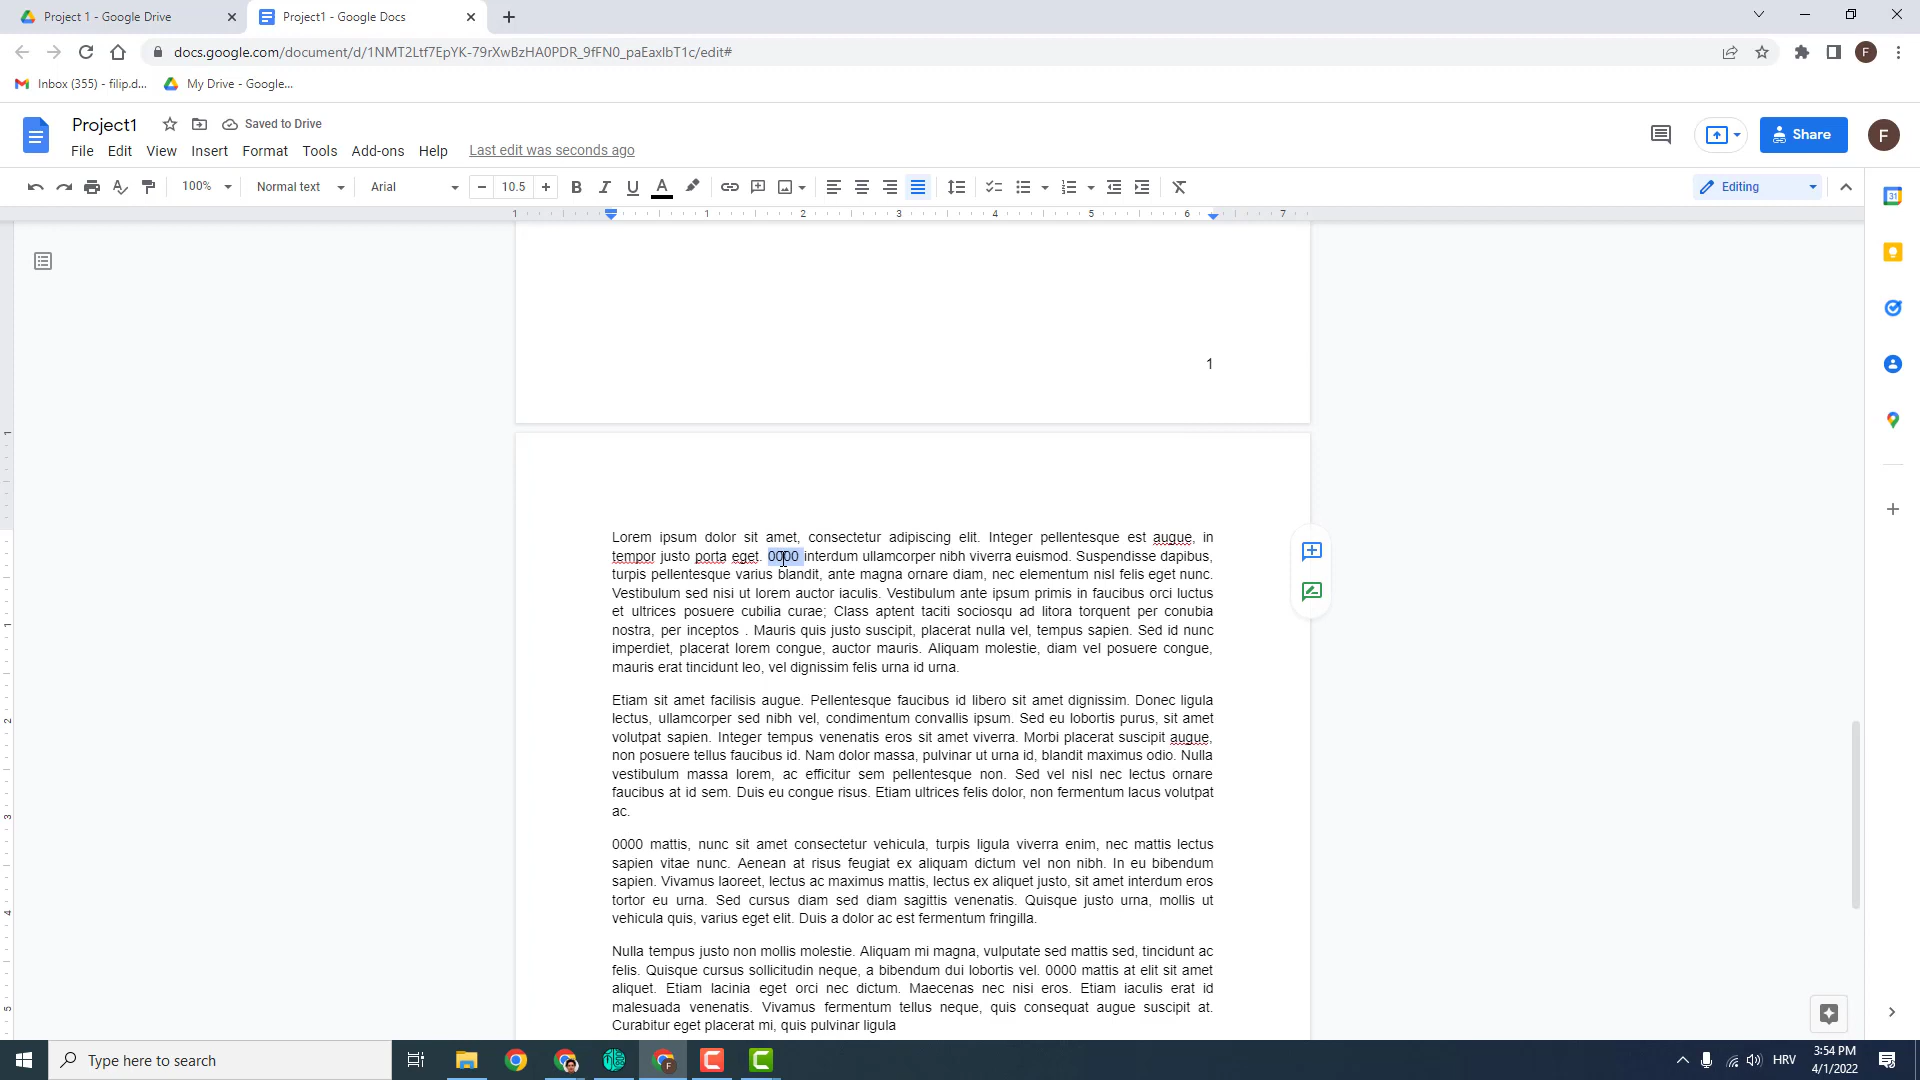 Project 1 - Google Drive
Project1 - Google Docs
docs.google.com/document/d/1NMT2Ltf7EpYK-79rXwBzHA0PDR_9fFN0_paEaxlbT1c/edit#
F
Inbox (355) - filip.d...
My Drive - Google...
Project1
Saved to Drive
Share
F
File Edit View Insert Format Tools Add-ons Help Last edit was seconds ago
100% Normal text Arial 10.5 B I U A Editing
31
1 1 2 3 4 5 6 7
1
Lorem ipsum dolor sit amet, consectetur adipiscing elit. Integer pellentesque est augue, in
tempor justo porta eget. 0000 interdum ullamcorper nibh viverra euismod. Suspendisse dapibus,
turpis pellentesque varius blandit, ante magna ornare diam, nec elementum nisl felis eget nunc.
Vestibulum sed nisi ut lorem auctor iaculis. Vestibulum ante ipsum primis in faucibus orci luctus
et ultrices posuere cubilia curae; Class aptent taciti sociosqu ad litora torquent per conubia
nostra, per inceptos . Mauris quis justo suscipit, placerat nulla vel, tempus sapien. Sed id nunc
imperdiet, placerat lorem congue, auctor mauris. Aliquam molestie, diam vel posuere congue,
mauris erat tincidunt leo, vel dignissim felis urna id urna.
Etiam sit amet facilisis augue. Pellentesque faucibus id libero sit amet dignissim. Donec ligula
lectus, ullamcorper sed nibh vel, condimentum convallis ipsum. Sed eu lobortis purus, sit amet
volutpat sapien. Integer tempus venenatis eros sit amet viverra. Morbi placerat suscipit augue,
non posuere tellus faucibus id. Nam dolor massa, pulvinar ut urna id, blandit maximus odio. Nulla
vestibulum massa lorem, ac efficitur sem pellentesque non. Sed vel nisl nec lectus ornare
faucibus at id sem. Duis eu congue risus. Etiam ultrices felis dolor, non fermentum lacus volutpat
ac.
0000 mattis, nunc sit amet consectetur vehicula, turpis ligula viverra enim, nec mattis lectus
sapien vitae nunc. Aenean at risus feugiat ex aliquam dictum vel non nibh. In eu bibendum
sapien. Vivamus laoreet, lectus ac maximus mattis, lectus ex aliquet justo, sit amet interdum eros
tortor eu urna. Sed cursus diam sed diam sagittis venenatis. Quisque justo urna, mollis ut
vehicula quis, varius eget elit. Duis a dolor ac est fermentum fringilla.
Nulla tempus justo non mollis molestie. Aliquam mi magna, vulputate sed mattis sed, tincidunt ac
felis. Quisque cursus sollicitudin neque, a bibendum dui lobortis vel. 0000 mattis at elit sit amet
aliquet. Etiam lacinia eget orci nec dictum. Maecenas nec nisi eros. Etiam iaculis erat id
malesuada venenatis. Vivamus fermentum tellus neque, quis consequat augue suscipit at.
Curabitur eget placerat mi, quis pulvinar ligula
1
1
2
3
4
5
Type here to search
F
HRV
3:54 PM
4/1/2022